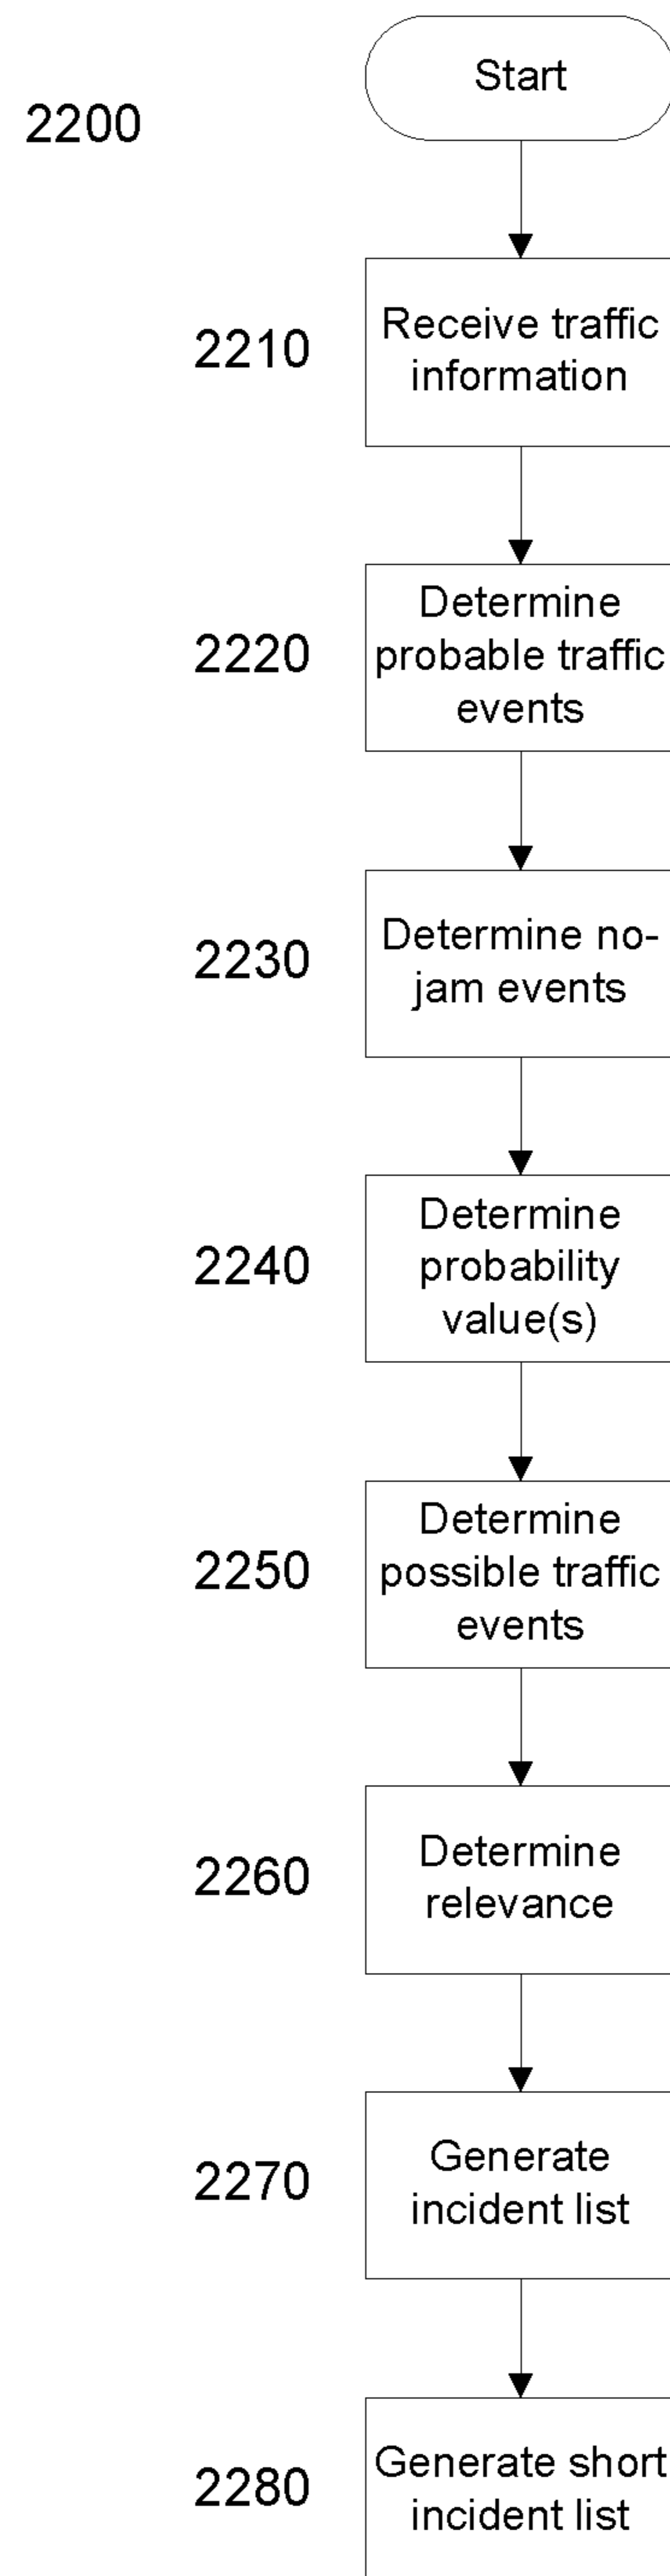 Start
2200
2210
Receive traffic
information
2220
Determine
probable traffic
events
2230
Determine no-
jam events
2240
Determine
probability
value(s)
2250
Determine
possible traffic
events
2260
Determine
relevance
2270
Generate
incident list
2280
Generate short
incident list